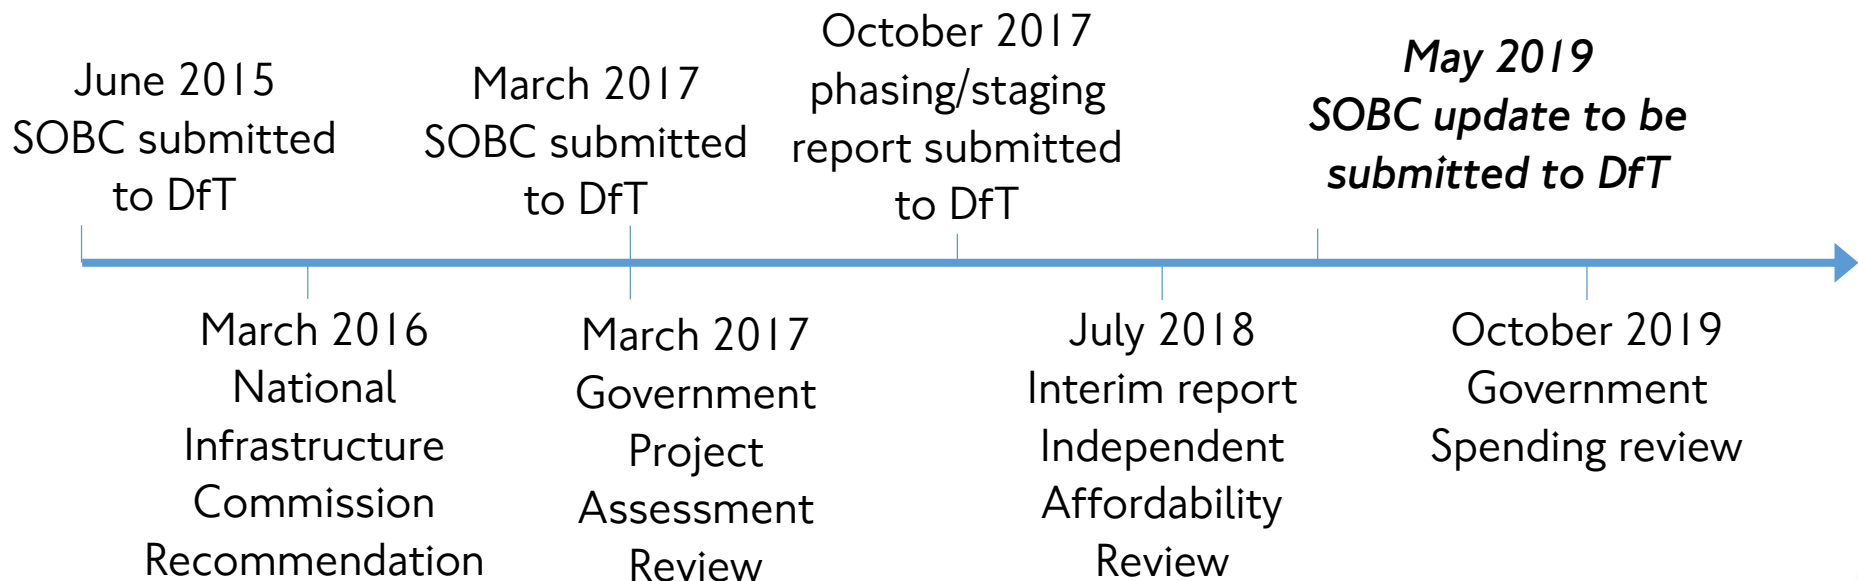 June 2015
SOBC submitted
to DfT
March 2017
SOBC submitted
to DfT
October 2017
phasing/staging
report submitted
to DfT
May 2019
SOBC update to be
submitted to DfT
March 2016
National
Infrastructure
Commission
Recommendation
March 2017
Government
Project
Assessment
Review
July 2018
Interim report
Independent
Affordability
Review
October 2019
Government
Spending review